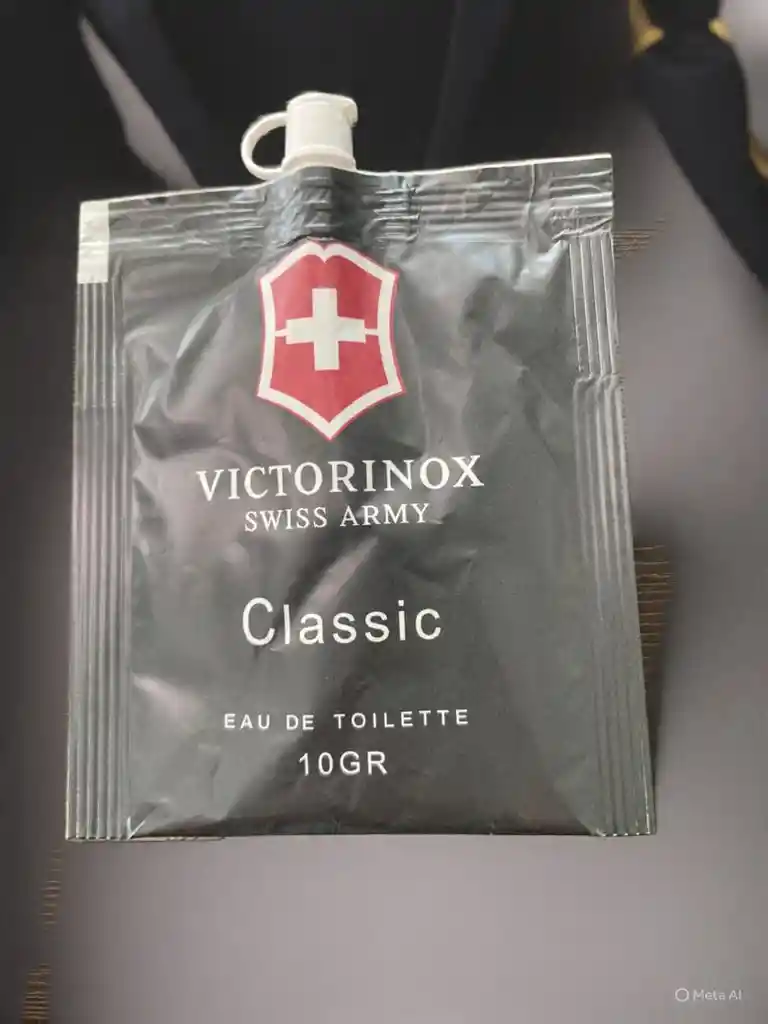 VICTORINOX
SWISS ARMY
Classic
EAU DE TOILETTE
10GR
Meta AI